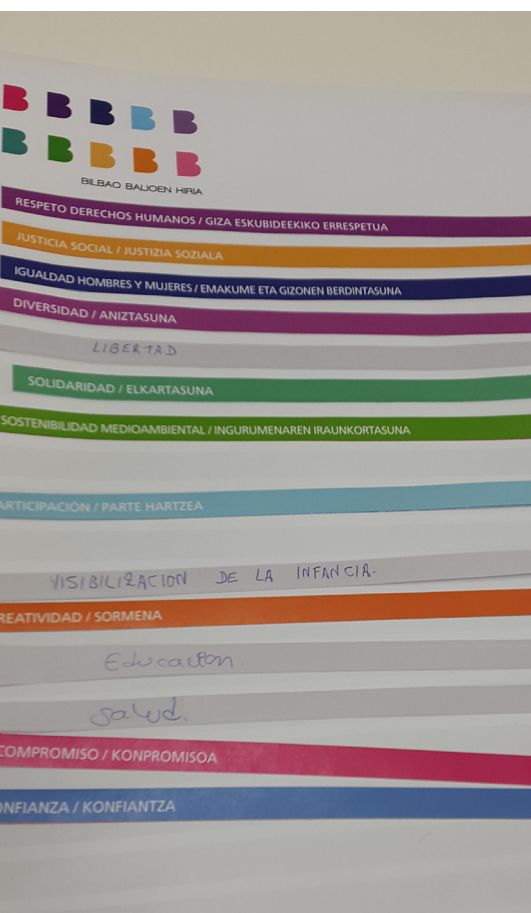 B B B B B
B B B B B
BILBAO BALIOEN HIRIA
RESPETO DERECHOS HUMANOS / GIZA ESKUBIDEEKIKO ERRESPETUA
JUSTICIA SOCIAL / JUSTIZIA SOZIALA
IGUALDAD HOMBRES Y MUJERES / EMAKUME ETA GIZONEN BERDINTASUNA
DIVERSIDAD / ANIZTASUNA
LIBERTAD
SOLIDARIDAD / ELKARTASUNA
SOSTENIBILIDAD MEDIOAMBIENTAL / INGURUMENAREN IRAUNKORTASUNA
ARTICIPACIÓN / PARTE HARTZEA
VISIBILIZACION DE LA INFANCIA.
REATIVIDAD / SORMENA
Educación.
Salud.
COMPROMISO / KONPROMISOA
ONFIANZA / KONFIANTZA